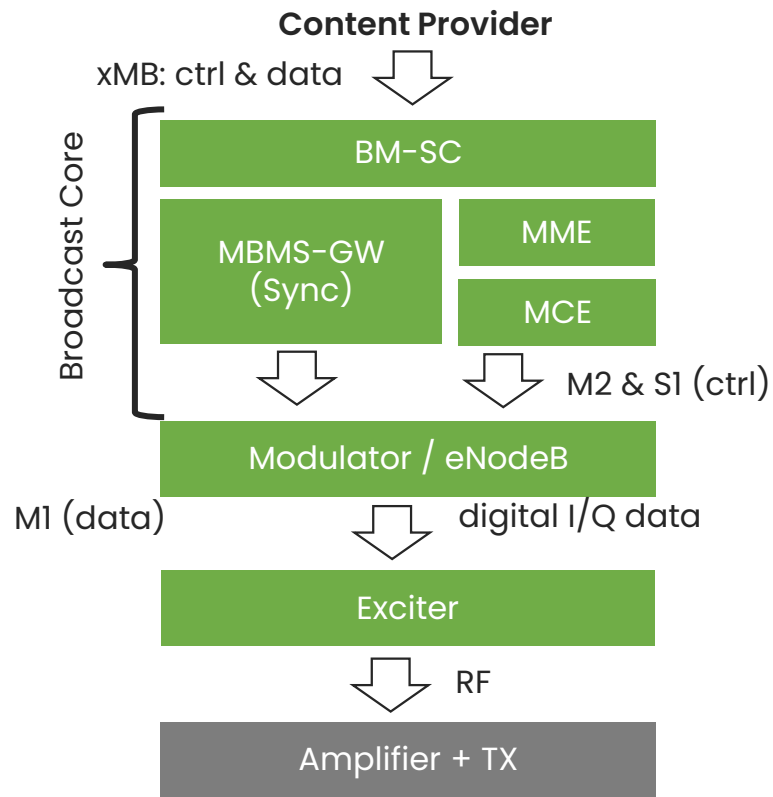 Content Provider
xMB: ctrl & data
Broadcast Core
BM-SC
MBMS-GW
(Sync)
MME
MCE
M2 & S1 (ctrl)
Modulator / eNodeB
M1 (data)
digital I/Q data
Exciter
RF
Amplifier + TX